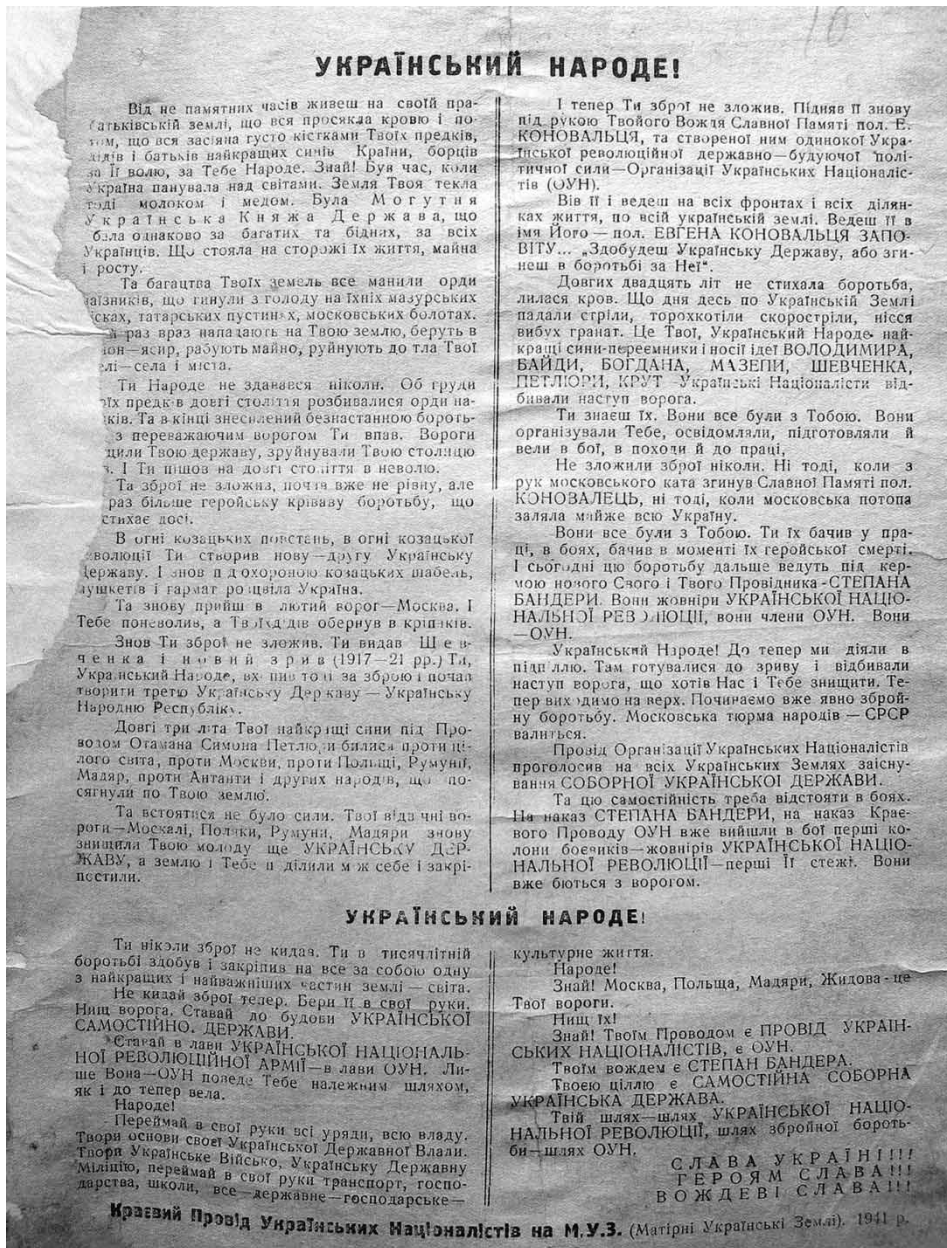 УКРАЇНСЬКИЙ НАРОДЕ!
Від не памятних часів живеш на своїй пра-
батьківській землі, що вся просякла кровю і по-
том, що вся засіяна густо кістками Твоїх предків,
дідів і батьків найкращих синів Країни, борців
за її волю, за Тебе Народе. Знай! Був час, коли
Україна панувала над світами. Земля Твоя текла
тоді молоком і медом. Була Могутня
Українська Княжа Держава, що
була однаково за багатих та бідних, за всіх
Українців. Що стояла на сторожі їх життя, майна
і росту.
Та багацтва Твоїх земель все манили орди
наїзників, що гинули з голоду на їхніх мазурських
пісках, татарських пустинях, московських болотах.
раз враз нападають на Твою землю, беруть в
ясир, рабують майно, руйнують до тла Твої
села і міста.
Ти Народе не здавався ніколи. Об груди
Твоїх предків довгі століття розбивалися орди на-
їзників. Та в кінці знесилений безнастанною бороть-
з переважаючим ворогом Ти впав. Вороги
Твою державу, зруйнували Твою столицю
І Ти пішов на довгі століття в неволю.
Та зброї не зложив, почав вже не рівну, але
раз більше геройську кріваву боротьбу, що
стихає досі.
В огні козацьких повстань, в огні козацької
революції Ти створив нову—другу Українську
Державу. І знов під охороною козацьких шабель,
мушкетів і гармат розцвіла Україна.
Та знову прийшв лютий ворог—Москва. І
Тебе поневолив, а Твоїх дідів обернув в кріпаків.
Знов Ти зброї не зложив. Ти видав Шев-
ченка і новий зрив (1917—21 рр.) Ти,
Український Народе, вхопив то и за зброю і почав
творити третю Українську Державу—Українську
Народню Республіку.
Довгі три літа Твої найкращі сини під Про-
водом Отамана Симона Петлюри билися проти ці-
лого світа, проти Москви, проти Польщі, Румунії,
Мадяр, проти Антанти і других народів, що по-
сягнули по Твою землю.
Та встоятися не було сили. Твої відвічні во-
роги—Москалі, Поляки, Румуни, Мадяри знову
знищили Твою молоду ще УКРАЇНСЬКУ ДЕР-
ЖАВУ, а землю і Тебе поділили між себе і закрі-
постили.
І тепер Ти зброї не зложив. Підняв її знову
під рукою Твойого Вождя Славної Памяті пол. Е.
КОНОВАЛЬЦЯ, та створеної ним одинокої Укра-
їнської революційної державно—будуючої полі-
тичної сили—Організації Українських Націоналіс-
тів (ОУН).
Вів її і ведеш на всіх фронтах і всіх ділян-
ках життя, по всій українській землі. Ведеш її в
імя Його— пол. ЕВГЕНА КОНОВАЛЬЦЯ ЗАПО-
ВІТУ... „Здобудеш Українську Державу, або зги-
неш в боротьбі за Неї“.
Довгих двадцять літ не стихала боротьба,
лилася кров. Що дня десь по Українській Землі
падали стріли, торохкотіли скоростріли, нісся
вибух гранат. Це Твої, Український Народе- най-
кращі сини-переемники і носії ідеї ВОЛОДИМИРА,
БАЙДИ, БОГДАНА, МАЗЕПИ, ШЕВЧЕНКА,
ПЕТЛЮРИ, КРУТ -Українські Націоналісти від-
бивали наступ ворога.
Ти знаєш їх. Вони все були з Тобою. Вони
організували Тебе, освідомляли, підготовляли й
вели в бої, в походи й до праці,
Не зложили зброї ніколи. Ні тоді, коли з
рук московського ката згинув Славної Памяті пол.
КОНОВАЛЕЦЬ, ні тоді, коли московська потопа
заляла майже всю Україну.
Вони все були з Тобою. Ти їх бачив у пра-
ці, в боях, бачив в моменті їх геройської смерті.
І сьогодні цю боротьбу дальше ведуть під кер-
мою нового Свого і Твого Провідника -СТЕПАНА
БАНДЕРИ. Вони жовніри УКРАЇНСЬКОЇ НАЦІО-
НАЛЬНОЇ РЕВОЛЮЦІЇ, вони члени ОУН. Вони
—ОУН.
Український Народе! До тепер ми діяли в
підпіллю. Там готувалися до зриву і відбивали
наступ ворога, що хотів Нас і Тебе знищити. Те-
пер виходимо на верх. Починаємо вже явно зброй-
ну боротьбу. Московська тюрма народів — СРСР
валиться.
Провід Організації Українських Націоналістів
проголосив на всіх Українських Землях заісну-
вання СОБОРНОЇ УКРАЇНСЬКОЇ ДЕРЖАВИ.
Та цю самостійність треба відстояти в боях.
На наказ СТЕПАНА БАНДЕРИ, на наказ Крає-
вого Проводу ОУН вже вийшли в бої перші ко-
лони боєвиків—жовнірів УКРАЇНСЬКОЇ НАЦІО-
НАЛЬНОЇ РЕВОЛЮЦІЇ—перші її стежі. Вони
вже бються з ворогом.
УКРАЇНСЬКИЙ НАРОДЕ!
Ти ніколи зброї не кидав. Ти в тисячлітній
боротьбі здобув і закріпив на все за собою одну
з найкращих і найважніших частин землі — світа.
Не кидай зброї тепер. Бери її в свої руки.
Нищ ворога. Ставай до будови УКРАЇНСЬКОЇ
САМОСТІЙНО. ДЕРЖАВИ.
Ставай в лави УКРАЇНСЬКОЇ НАЦІОНАЛЬ-
НОЇ РЕВОЛЮЦІЙНОЇ АРМІЇ—в лави ОУН. Ли-
ше Вона—ОУН поведе Тебе належним шляхом,
як і до тепер вела.
Народе!
Переймай в свої руки всі уряди, всю владу.
Твори основи своєї Української Державної Влади.
Твори Українське Військо, Українську Державну
Міліцію, переймай в свої руки транспорт, госпо-
дарства, школи, все—державне—господарське—
культурне життя.
Народе!
Знай! Москва, Польща, Мадяри, Жидова - це
Твої вороги.
Нищ їх!
Знай! Твоїм Проводом є ПРОВІД УКРАЇН-
СЬКИХ НАЦІОНАЛІСТІВ, є ОУН.
Твоїм вождем є СТЕПАН БАНДЕРА.
Твоєю ціллю є САМОСТІЙНА СОБОРНА
УКРАЇНСЬКА ДЕРЖАВА.
Твій шлях—шлях УКРАЇНСЬКОЇ НАЦІО-
НАЛЬНОЇ РЕВОЛЮЦІЇ, шлях збройної бороть-
би—шлях ОУН.
СЛАВА УКРАЇНІ!!!
ГЕРОЯМ СЛАВА!!!
ВОЖДЕВІ СЛАВА!!!
Краєвий Провід Українських Націоналістів на М.У.З. (Матірні Українські Землі). 1941 р.